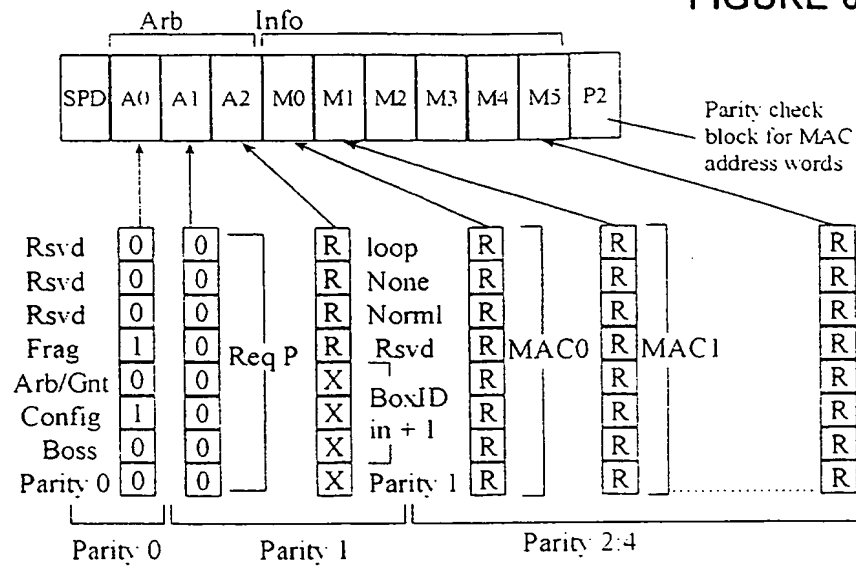 FIGURE
Arb Info
SPD A0 A1 A2 M0 M1 M2 M3 M4 M5 P2
Parity check
block for MAC
address words
Rsvd 0 0 R loop R R R
Rsvd 0 0 R None R R R
Rsvd 0 0 R Norml R R R
Frag 1 0 Req P R Rsvd R MAC0 R MAC1 R
Arb/Gnt 0 0 X BoxID R R R
Config 1 0 X in + 1 R R R
Boss 0 0 X R R R
Parity 0 0 0 X Parity 1 R R R
Parity 0 Parity 1 Parity 2:4